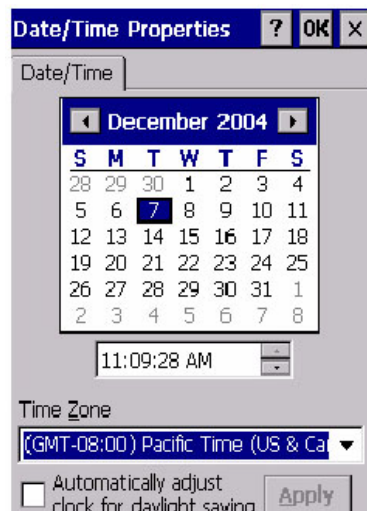 Date/Time Properties ? OK ×
Date/Time
December 2004
S M T W T F S
28 29 30 1 2 3 4
5 6 7 8 9 10 11
12 13 14 15 16 17 18
19 20 21 22 23 24 25
26 27 28 29 30 31 1
2 3 4 5 6 7 8
11:09:28 AM
Time Zone
(GMT-08:00) Pacific Time (US & Ca
Automatically adjust
clock for daylight saving
Apply